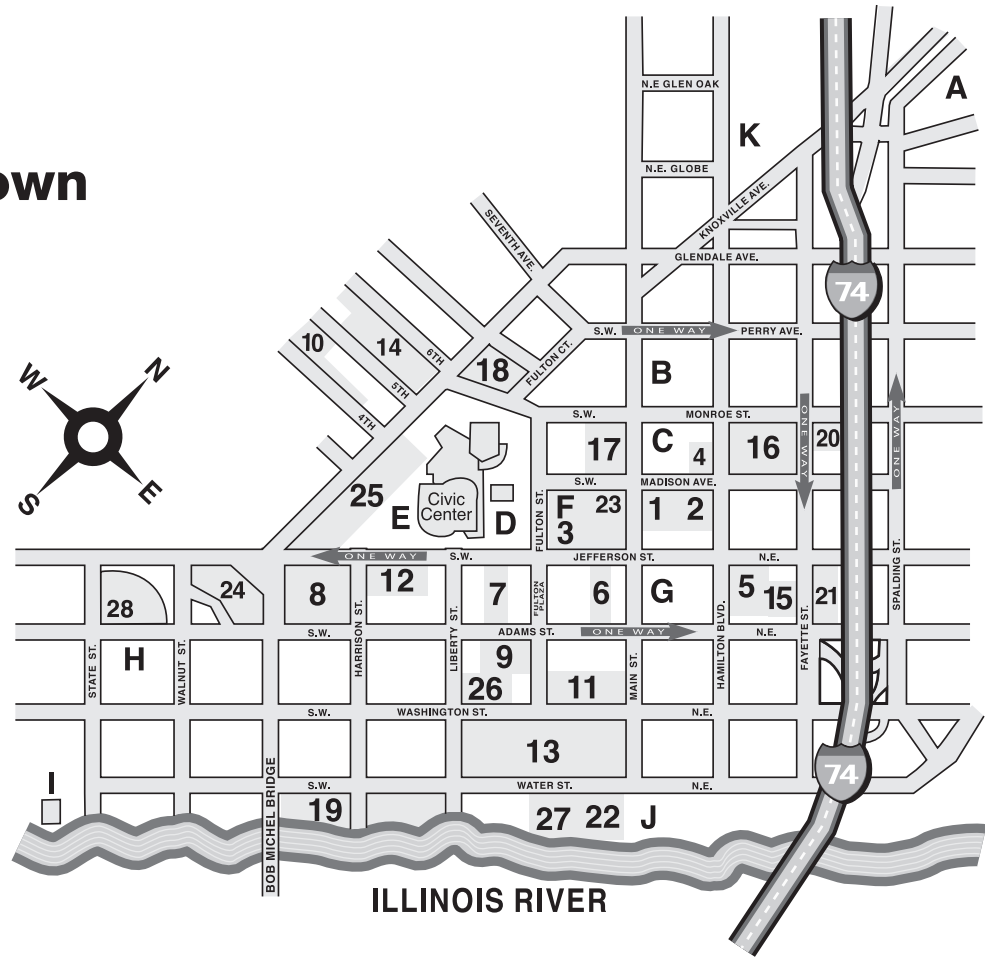 A
N.E GLEN OAK
K
own
N.E. GLOBE
KNOXVILLE AVE.
SEVENTH AVE.
GLENDALE AVE.
74
S.W. ONE WAY PERRY AVE.
10
14
6TH
18
FULTON CT.
B
W N
S E
5TH
4TH
S.W. MONROE ST.
ONE WAY
ONE WAY
17
C
4
16
20
S.W. MADISON AVE.
25
E
Civic
Center
D
FULTON ST.
F
3
23
1
2
ONE WAY S.W. JEFFERSON ST. N.E.
28
24
8
12
7
FULTON
PLAZA
6
G
5
15
21
SPALDING ST.
S.W. ADAMS ST. ONE WAY N.E.
STATE ST.
H
WALNUT ST.
HARRISON ST.
LIBERTY ST.
9
26
11
MAIN ST.
HAMILTON BLVD.
FAYETTE ST.
S.W. WASHINGTON ST. N.E.
13
74
I
BOB MICHEL BRIDGE
S.W. WATER ST. N.E.
19
27
22
J
ILLINOIS RIVER